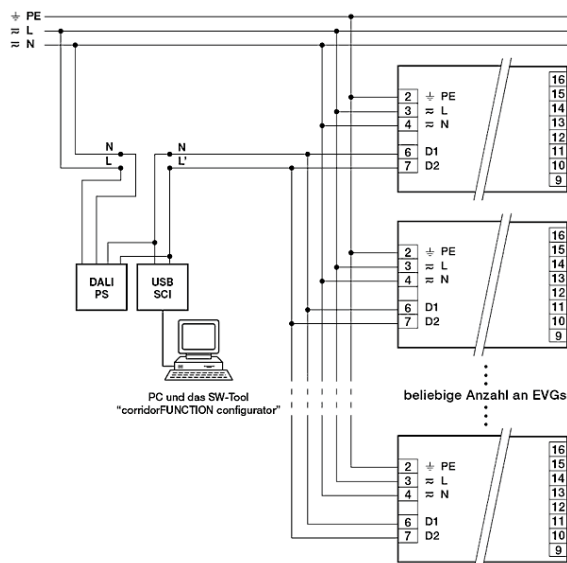 ⏚ PE
≂ L
≂ N
N
L
N
L'
DALI
PS
USB
SCI
PC und das SW-Tool
“corridorFUNCTION configurator”
2 ⏚ PE
3 ≂ L
4 ≂ N
6 D1
7 D2
16
15
14
13
12
11
10
9
2 ⏚ PE
3 ≂ L
4 ≂ N
6 D1
7 D2
16
15
14
13
12
11
10
9
beliebige Anzahl an EVGs
2 ⏚ PE
3 ≂ L
4 ≂ N
6 D1
7 D2
16
15
14
13
12
11
10
9